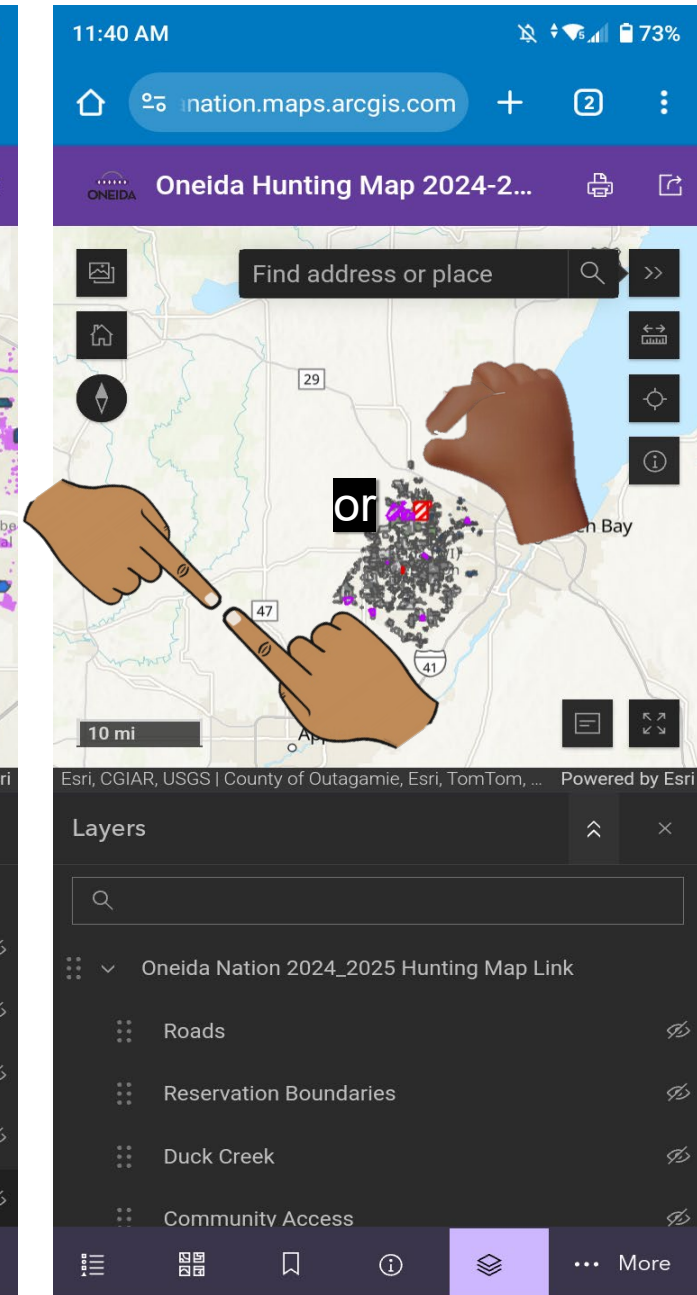 11:40 AM
5
73%
nation.maps.arcgis.com
2
ONEIDA
Oneida Hunting Map 2024-2...
Find address or place
29
or
Bay
47
41
10 mi
ri
Esri, CGIAR, USGS | County of Outagamie, Esri, TomTom, ...
Powered by Esri
Layers
Oneida Nation 2024_2025 Hunting Map Link
Roads
Reservation Boundaries
Duck Creek
Community Access
More